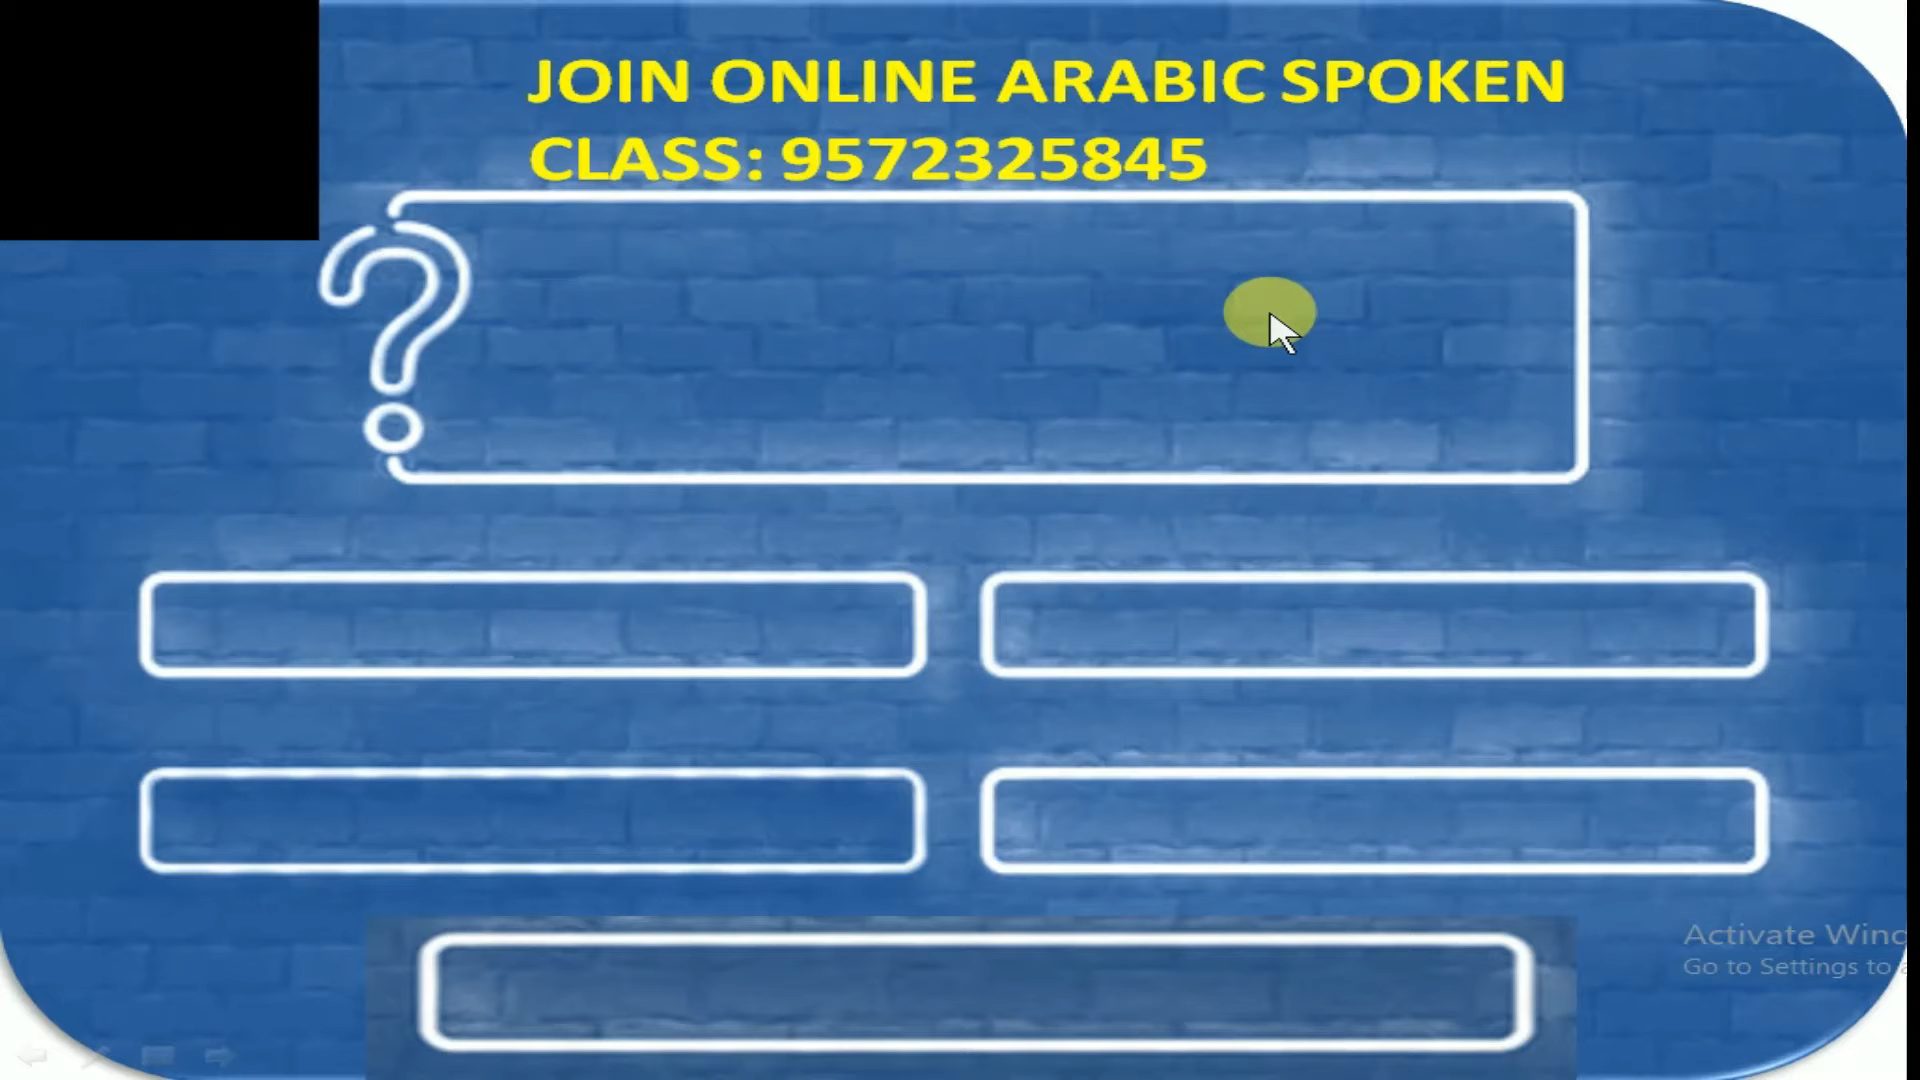 JOIN ONLINE ARABIC SPOKEN
CLASS: 9572325845
?
Activate Winc
Go to Settings to a